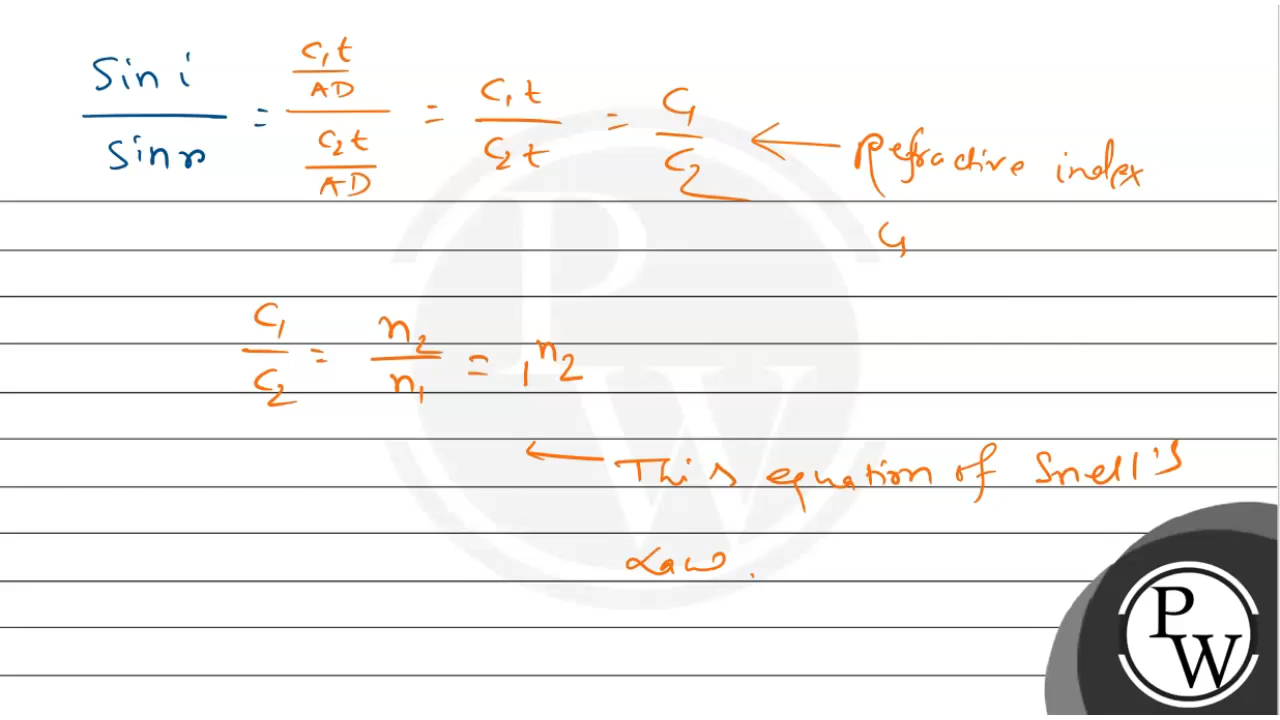 Sin i / Sin r = (C₁t/AD) / (C₂t/AD) = C₁t / C₂t = C₁ / C₂ ← Refractive index
C₁
C₁ / C₂ = n₂ / n₁ = ₁n₂
← This equation of Snell's
Law.
PW
PW